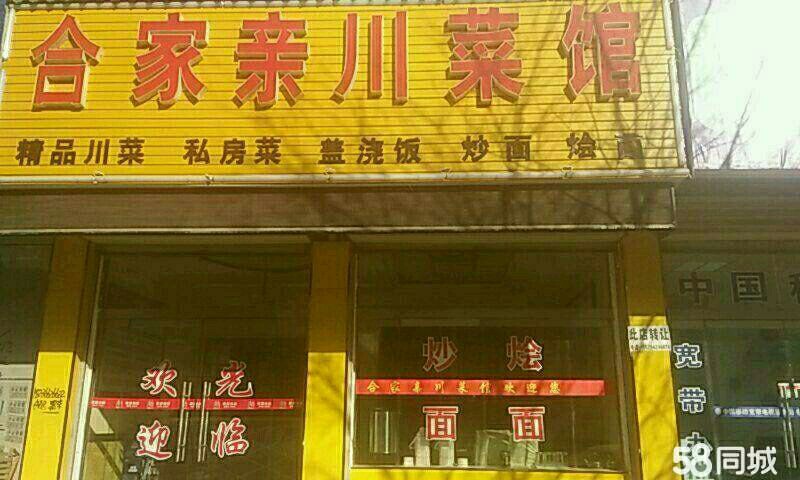 合家亲川菜馆
精品川菜 私房菜 盖浇饭 炒面 烩面
欢迎光临
炒面 烩面
合家亲川菜馆欢迎您
此店转让
中国移
宽带
58同城